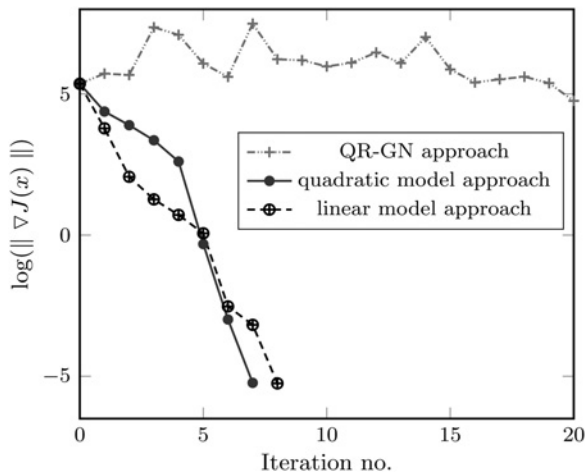 log(∥ ∇J(x) ∥)
5
0
−5
QR-GN approach
quadratic model approach
linear model approach
0 5 10 15 20
Iteration no.